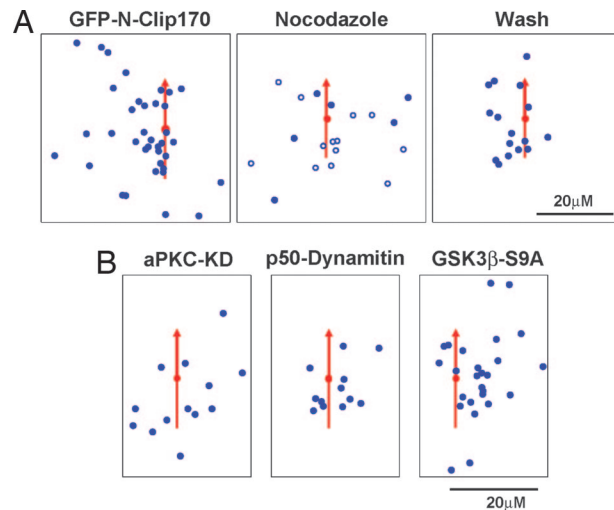 A
GFP-N-Clip170 Nocodazole Wash
20µM
B
aPKC-KD p50-Dynamitin GSK3β-S9A
20µM